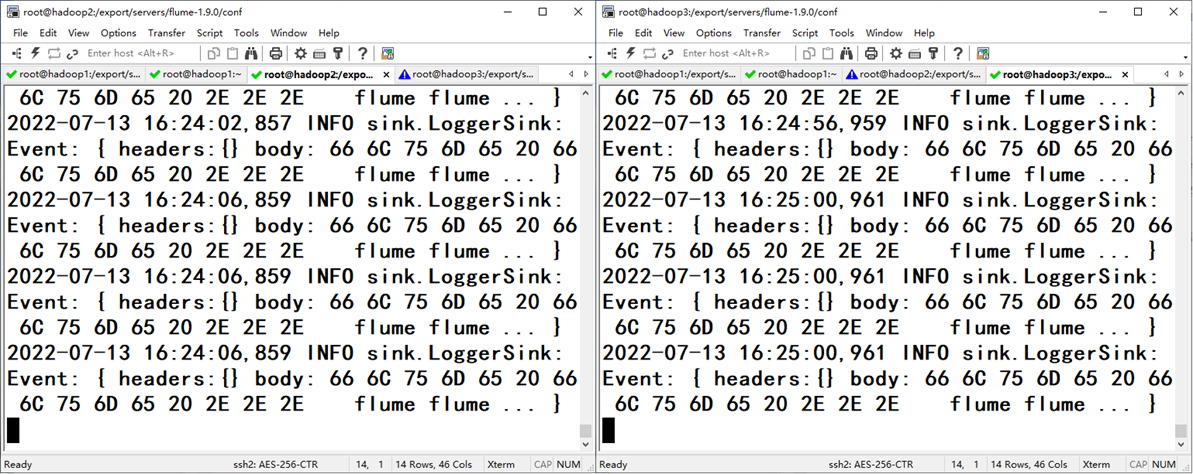 root@hadoop2:/export/servers/flume-1.9.0/conf
File Edit View Options Transfer Script Tools Window Help
Enter host <Alt+R>
root@hadoop1:/export/s... root@hadoop1:~ root@hadoop2:/expo... root@hadoop3:/export/s...
6C 75 6D 65 20 2E 2E 2E flume flume ... }
2022-07-13 16:24:02,857 INFO sink.LoggerSink:
Event: { headers:{} body: 66 6C 75 6D 65 20 66
6C 75 6D 65 20 2E 2E 2E flume flume ... }
2022-07-13 16:24:06,859 INFO sink.LoggerSink:
Event: { headers:{} body: 66 6C 75 6D 65 20 66
6C 75 6D 65 20 2E 2E 2E flume flume ... }
2022-07-13 16:24:06,859 INFO sink.LoggerSink:
Event: { headers:{} body: 66 6C 75 6D 65 20 66
6C 75 6D 65 20 2E 2E 2E flume flume ... }
2022-07-13 16:24:06,859 INFO sink.LoggerSink:
Event: { headers:{} body: 66 6C 75 6D 65 20 66
6C 75 6D 65 20 2E 2E 2E flume flume ... }
Ready ssh2: AES-256-CTR 14, 1 14 Rows, 46 Cols Xterm CAP NUM
root@hadoop3:/export/servers/flume-1.9.0/conf
File Edit View Options Transfer Script Tools Window Help
Enter host <Alt+R>
root@hadoop1:/export/s... root@hadoop1:~ root@hadoop2:/export/s... root@hadoop3:/expo...
6C 75 6D 65 20 2E 2E 2E flume flume ... }
2022-07-13 16:24:56,959 INFO sink.LoggerSink:
Event: { headers:{} body: 66 6C 75 6D 65 20 66
6C 75 6D 65 20 2E 2E 2E flume flume ... }
2022-07-13 16:25:00,961 INFO sink.LoggerSink:
Event: { headers:{} body: 66 6C 75 6D 65 20 66
6C 75 6D 65 20 2E 2E 2E flume flume ... }
2022-07-13 16:25:00,961 INFO sink.LoggerSink:
Event: { headers:{} body: 66 6C 75 6D 65 20 66
6C 75 6D 65 20 2E 2E 2E flume flume ... }
2022-07-13 16:25:00,961 INFO sink.LoggerSink:
Event: { headers:{} body: 66 6C 75 6D 65 20 66
6C 75 6D 65 20 2E 2E 2E flume flume ... }
Ready ssh2: AES-256-CTR 14, 1 14 Rows, 46 Cols Xterm CAP NUM